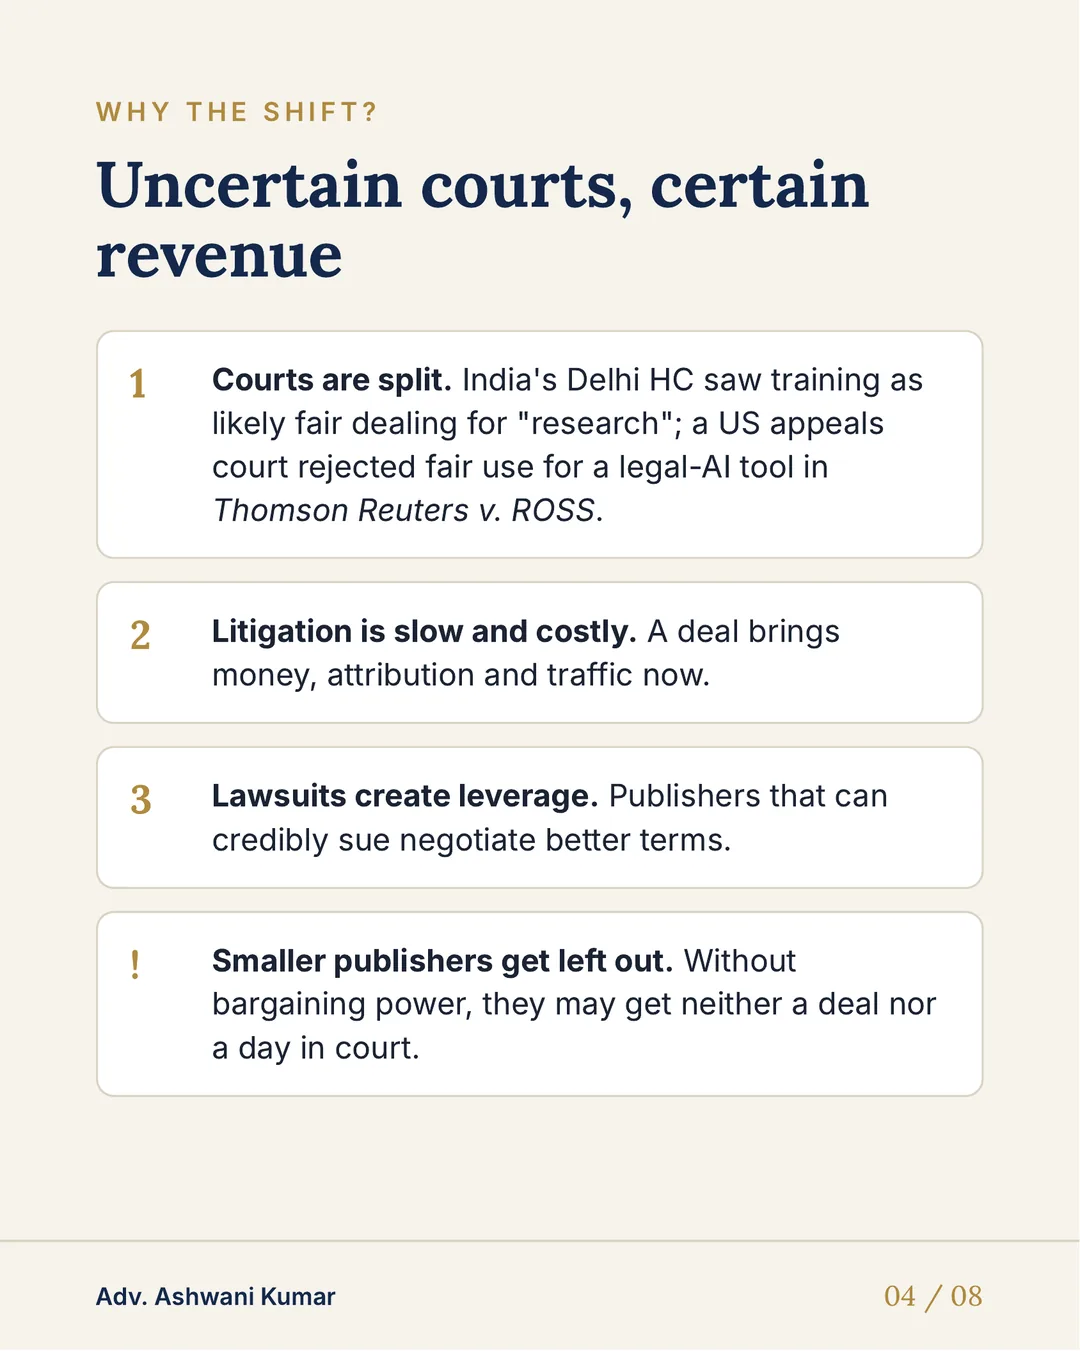 WHY THE SHIFT?
Uncertain courts, certain
revenue
1
Courts are split. India's Delhi HC saw training as
likely fair dealing for "research"; a US appeals
court rejected fair use for a legal-AI tool in
Thomson Reuters v. ROSS.
2
Litigation is slow and costly. A deal brings
money, attribution and traffic now.
3
Lawsuits create leverage. Publishers that can
credibly sue negotiate better terms.
!
Smaller publishers get left out. Without
bargaining power, they may get neither a deal nor
a day in court.
Adv. Ashwani Kumar
04 / 08